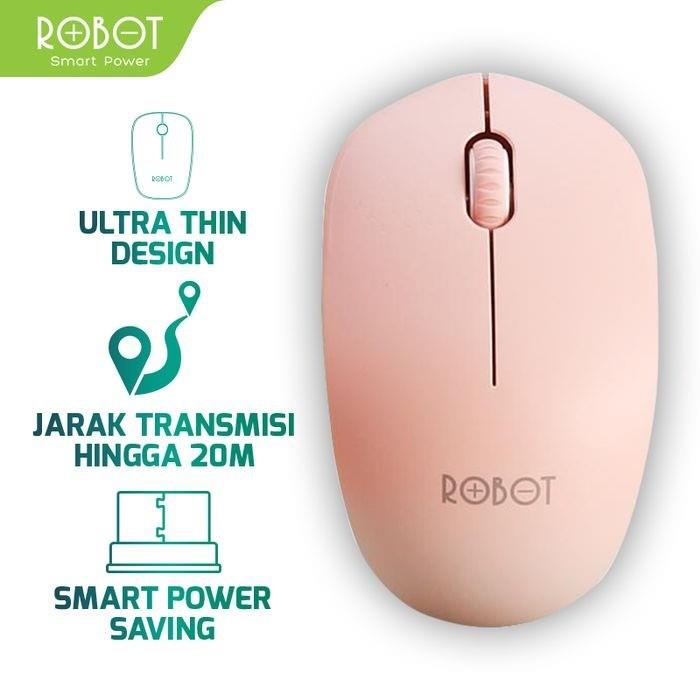 ROBOT
Smart Power
ROBOT
ULTRA THIN
DESIGN
JARAK TRANSMISI
HINGGA 20M
SMART POWER
SAVING
ROBOT